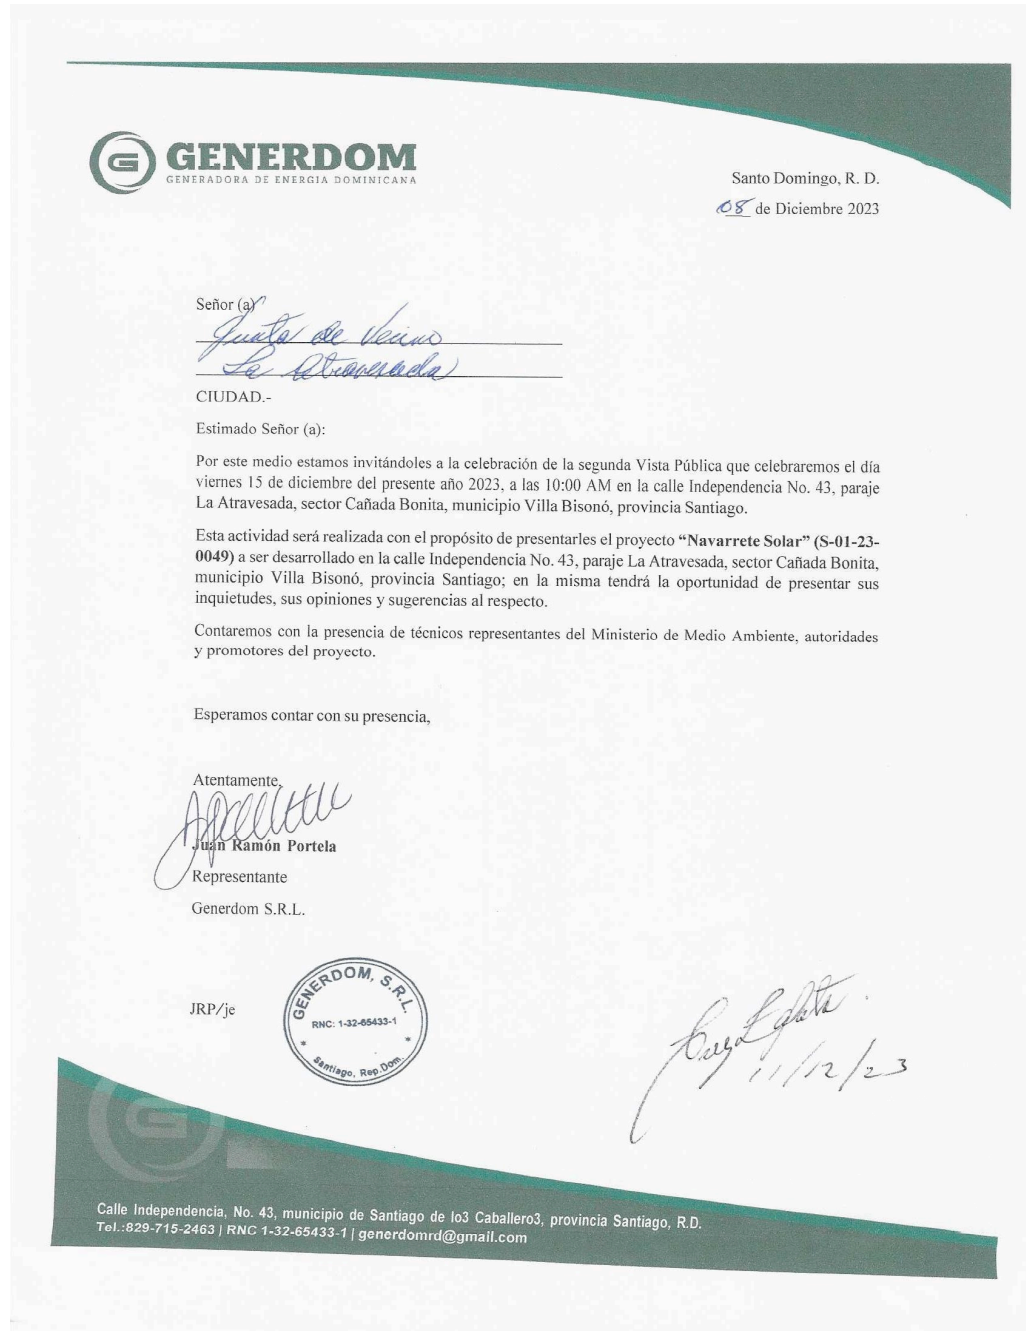 GENERDOM
GENERADORA DE ENERGIA DOMINICANA
Santo Domingo, R. D.
08 de Diciembre 2023
Señor (a)
Junta de Vecino
La Atravesada
CIUDAD.-
Estimado Señor (a):
Por este medio estamos invitándoles a la celebración de la segunda Vista Pública que celebraremos el día
viernes 15 de diciembre del presente año 2023, a las 10:00 AM en la calle Independencia No. 43, paraje
La Atravesada, sector Cañada Bonita, municipio Villa Bisonó, provincia Santiago.
Esta actividad será realizada con el propósito de presentarles el proyecto “Navarrete Solar” (S-01-23-
0049) a ser desarrollado en la calle Independencia No. 43, paraje La Atravesada, sector Cañada Bonita,
municipio Villa Bisonó, provincia Santiago; en la misma tendrá la oportunidad de presentar sus
inquietudes, sus opiniones y sugerencias al respecto.
Contaremos con la presencia de técnicos representantes del Ministerio de Medio Ambiente, autoridades
y promotores del proyecto.
Esperamos contar con su presencia,
Atentamente,
Juan Ramón Portela
Representante
Generdom S.R.L.
JRP/je
GENERDOM, S.R.L.
RNC: 1-32-65433-1
Santiago, Rep. Dom.
11/12/23
Calle Independencia, No. 43, municipio de Santiago de lo3 Caballero3, provincia Santiago, R.D.
Tel.:829-715-2463 | RNC 1-32-65433-1 | generdomrd@gmail.com